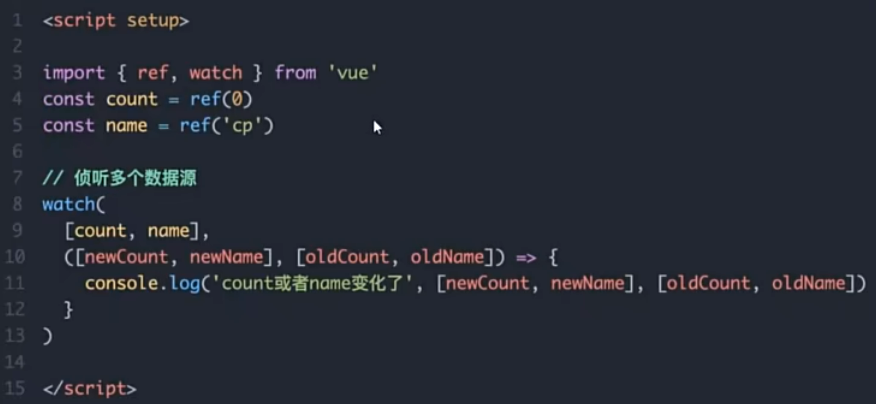 1 <script setup>
2
3 import { ref, watch } from 'vue'
4 const count = ref(0)
5 const name = ref('cp')
6
7 // 侦听多个数据源
8 watch(
9   [count, name],
10   ([newCount, newName], [oldCount, oldName]) => {
11     console.log('count或者name变化了', [newCount, newName], [oldCount, oldName])
12   }
13 )
14
15 </script>